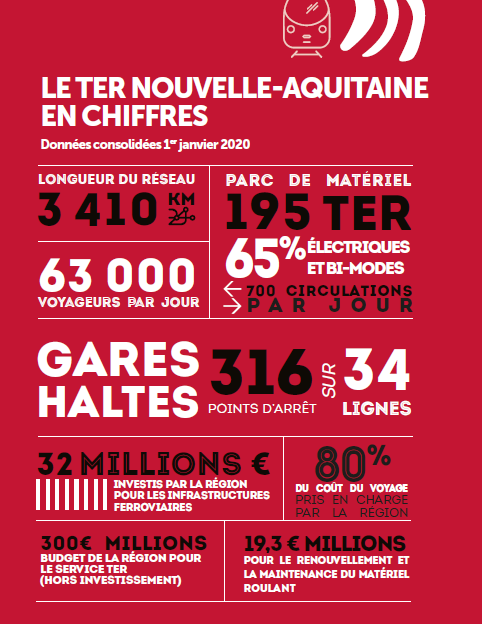 LE TER NOUVELLE-AQUITAINE
EN CHIFFRES
Données consolidées 1er janvier 2020
LONGUEUR DU RÉSEAU
3 410 KM
63 000
VOYAGEURS PAR JOUR
PARC DE MATÉRIEL
195 TER
65% ÉLECTRIQUES
ET BI-MODES
700 CIRCULATIONS
PAR JOUR
GARES
HALTES
316
POINTS D'ARRÊT
SUR
34
LIGNES
32 MILLIONS €
INVESTIS PAR LA RÉGION
POUR LES INFRASTRUCTURES
FERROVIAIRES
80%
DU COÛT DU VOYAGE
PRIS EN CHARGE
PAR LA RÉGION
300€ MILLIONS
BUDGET DE LA RÉGION POUR
LE SERVICE TER
(HORS INVESTISSEMENT)
19,3 € MILLIONS
POUR LE RENOUVELLEMENT ET
LA MAINTENANCE DU MATÉRIEL
ROULANT